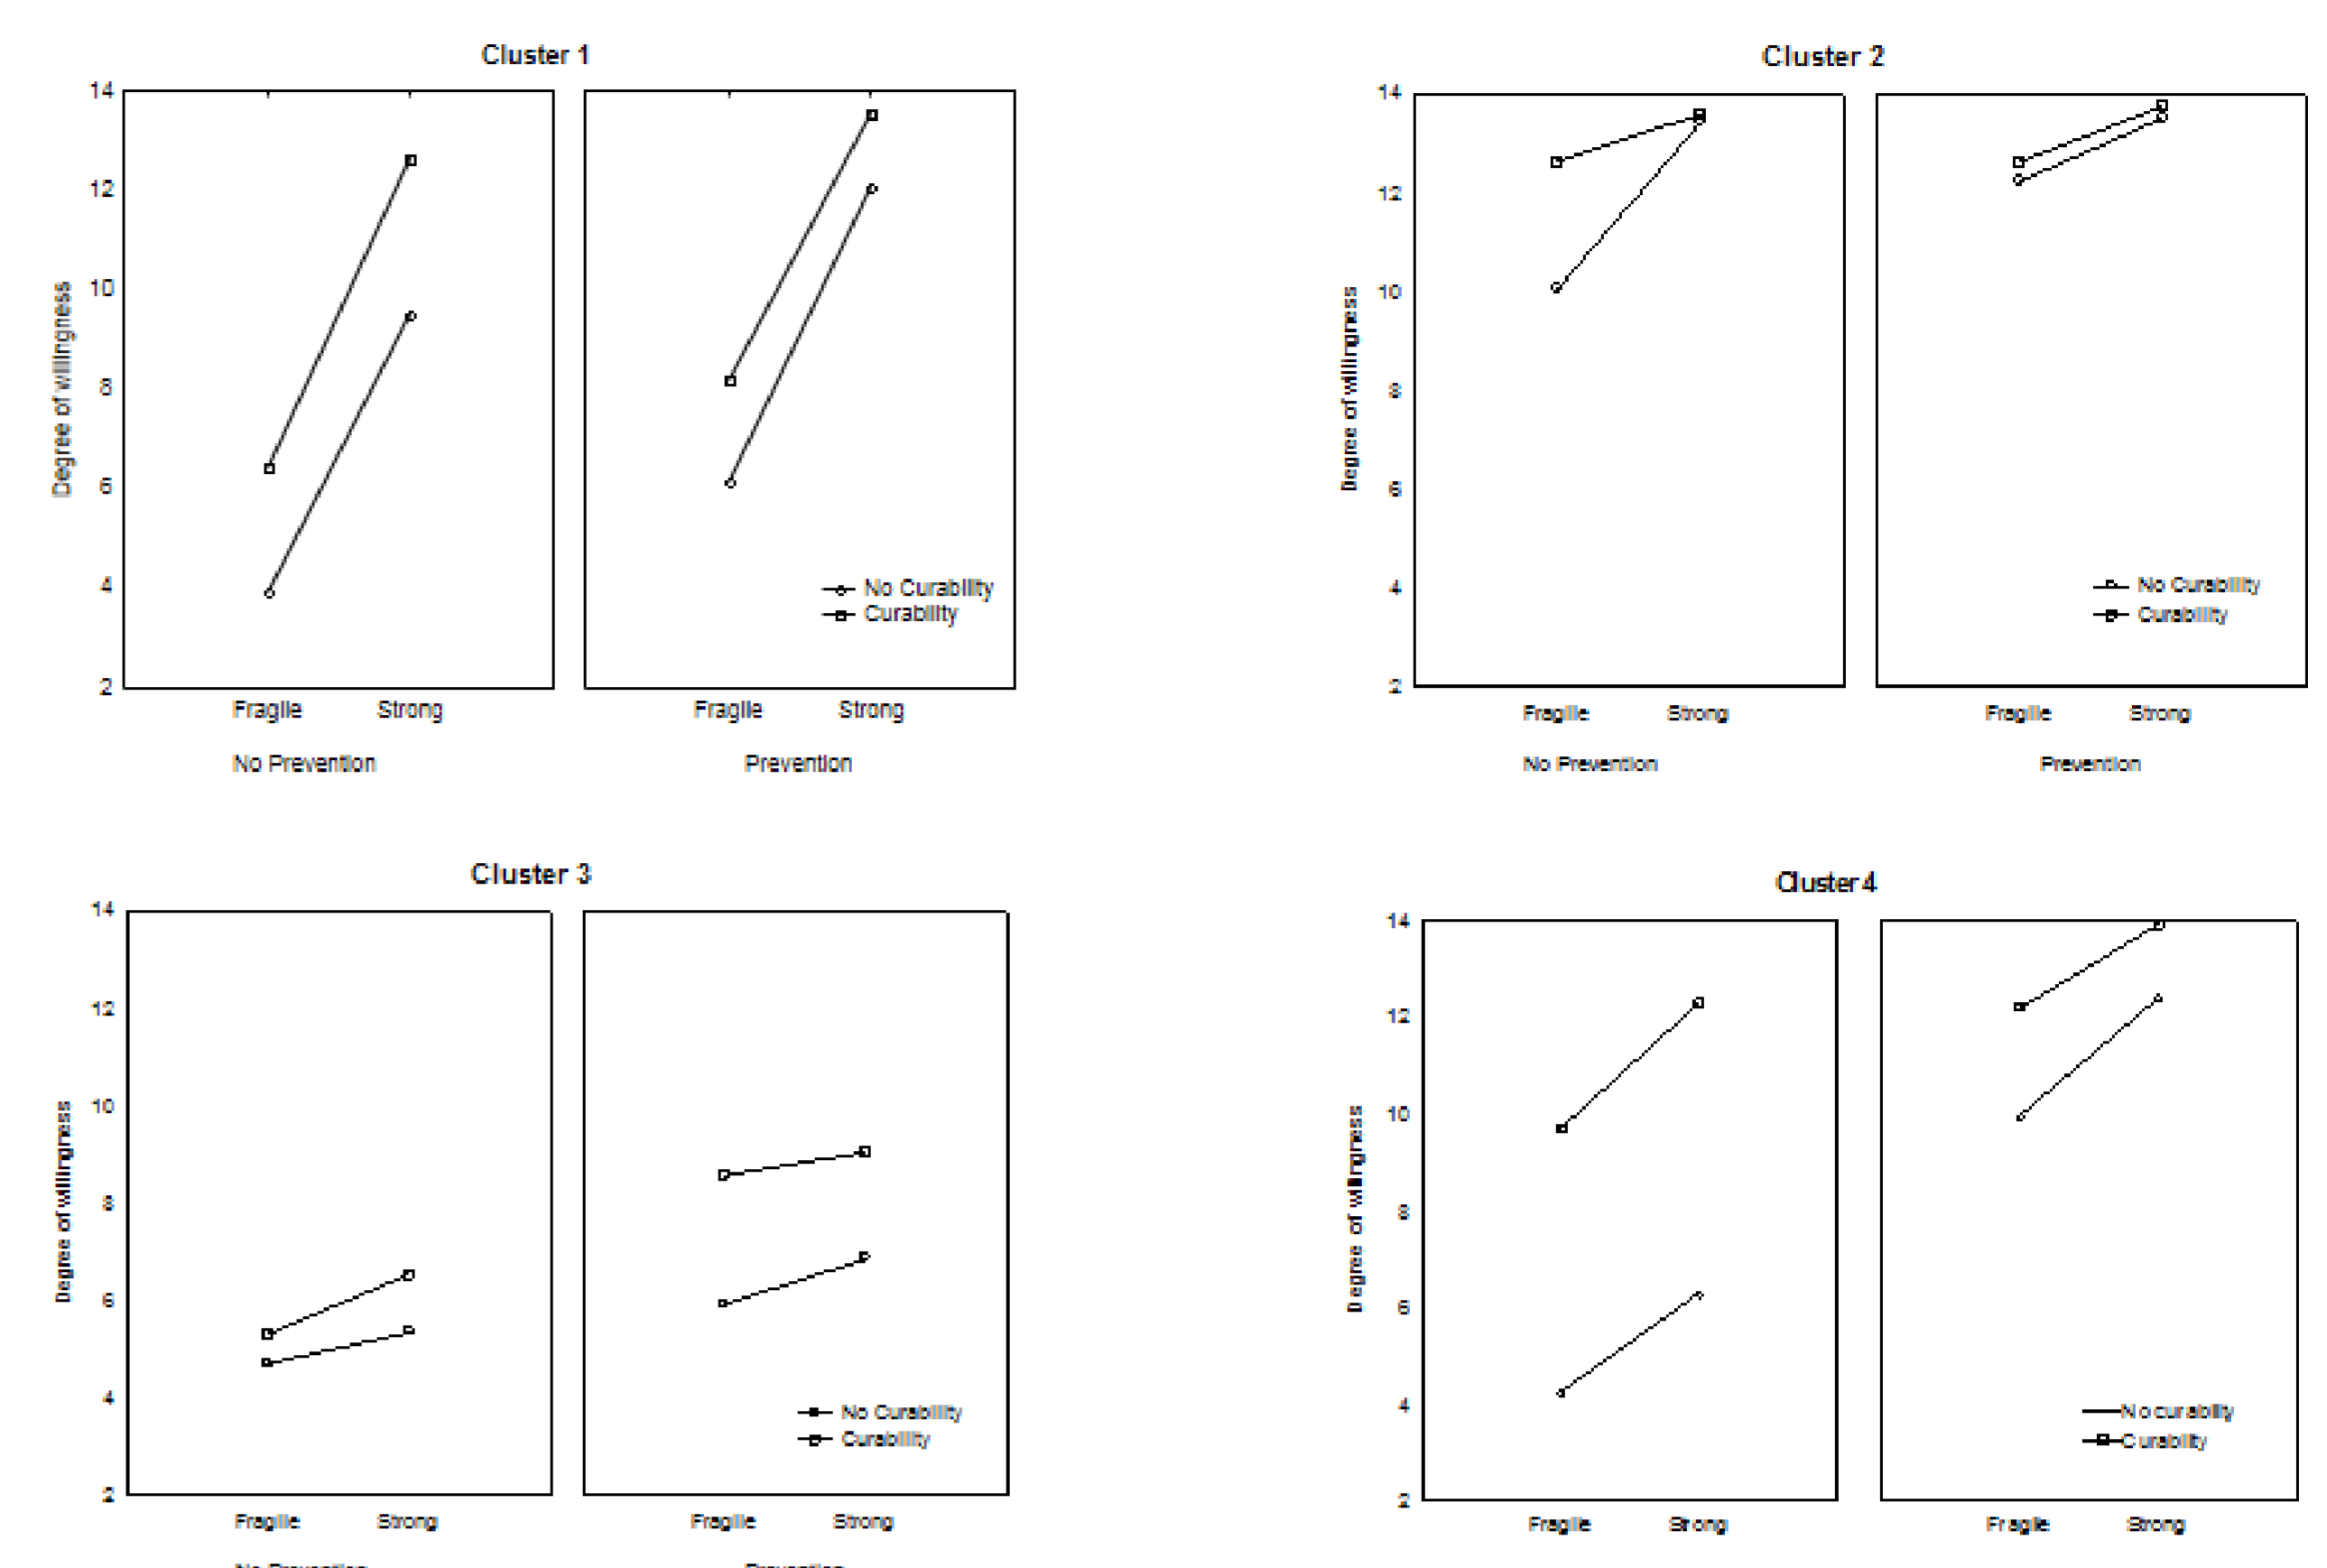 Cluster 1
Degree of willingness
14
12
10
8
6
4
2
No Curability
Curability
Fragile Strong Fragile Strong
No Prevention Prevention
Cluster 2
Degree of willingness
14
12
10
8
6
4
2
No Curability
Curability
Fragile Strong Fragile Strong
No Prevention Prevention
Cluster 3
Degree of willingness
14
12
10
8
6
4
2
No Curability
Curability
Fragile Strong Fragile Strong
No Prevention Prevention
Cluster 4
Degree of willingness
14
12
10
8
6
4
2
No curability
Curability
Fragile Strong Fragile Strong